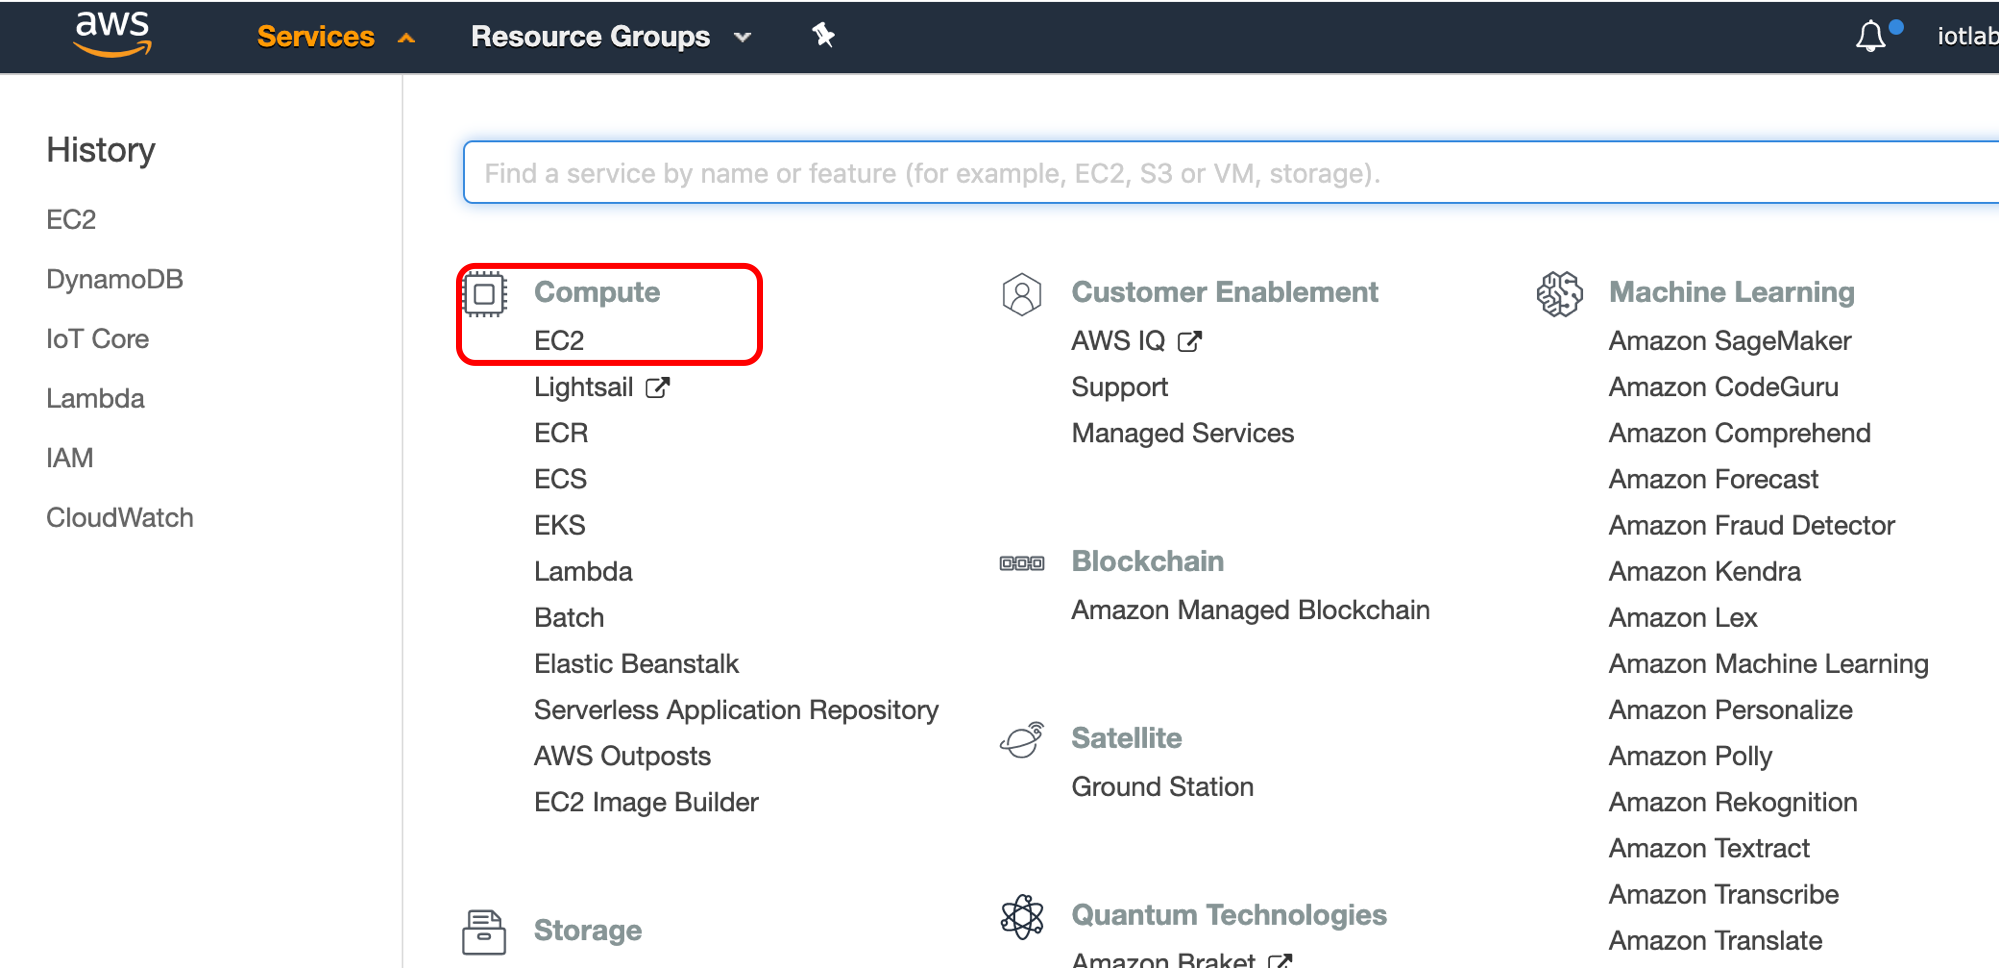 aws
Services
Resource Groups
iotlab
History
EC2
DynamoDB
IoT Core
Lambda
IAM
CloudWatch
Find a service by name or feature (for example, EC2, S3 or VM, storage).
Compute
EC2
Lightsail
ECR
ECS
EKS
Lambda
Batch
Elastic Beanstalk
Serverless Application Repository
AWS Outposts
EC2 Image Builder
Storage
Customer Enablement
AWS IQ
Support
Managed Services
Blockchain
Amazon Managed Blockchain
Satellite
Ground Station
Quantum Technologies
Amazon Braket
Machine Learning
Amazon SageMaker
Amazon CodeGuru
Amazon Comprehend
Amazon Forecast
Amazon Fraud Detector
Amazon Kendra
Amazon Lex
Amazon Machine Learning
Amazon Personalize
Amazon Polly
Amazon Rekognition
Amazon Textract
Amazon Transcribe
Amazon Translate